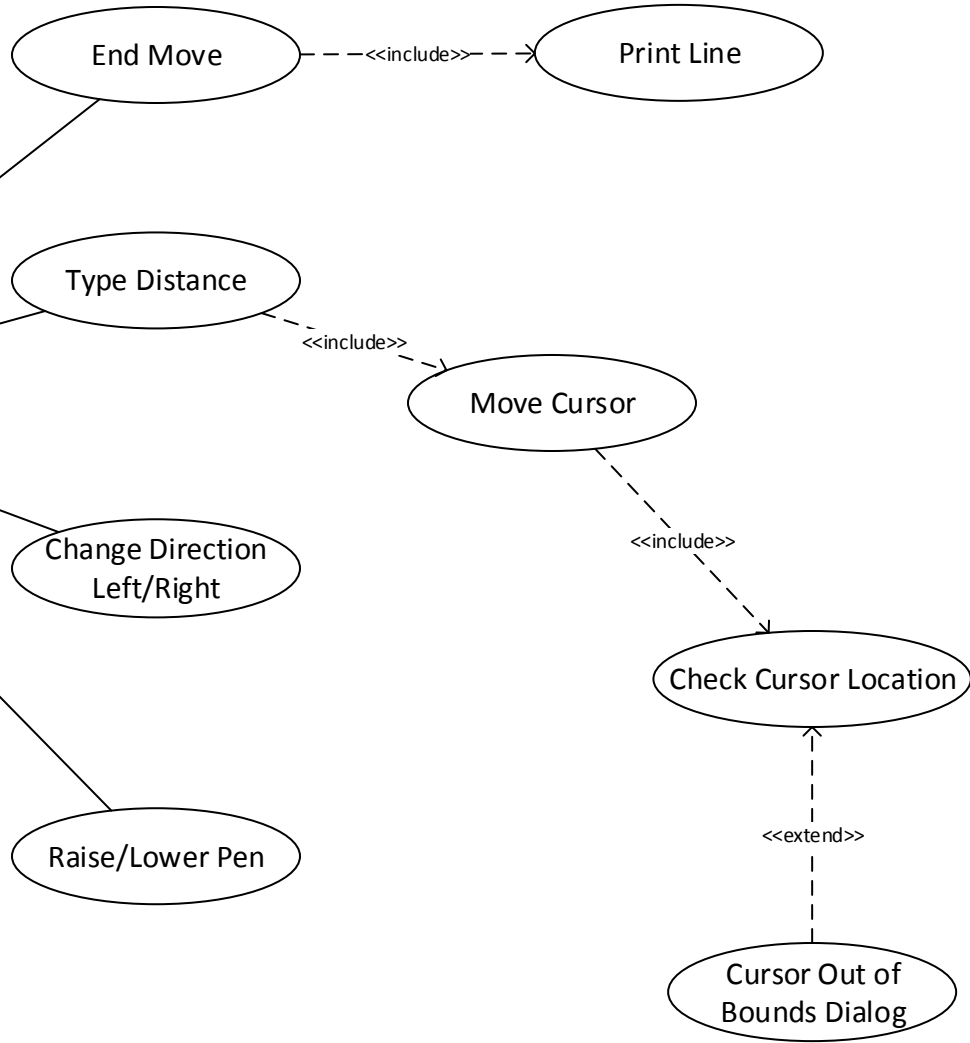 End Move
<<include>>
Print Line
Type Distance
<<include>>
Move Cursor
<<include>>
Change Direction
Left/Right
Check Cursor Location
Raise/Lower Pen
<<extend>>
Cursor Out of
Bounds Dialog